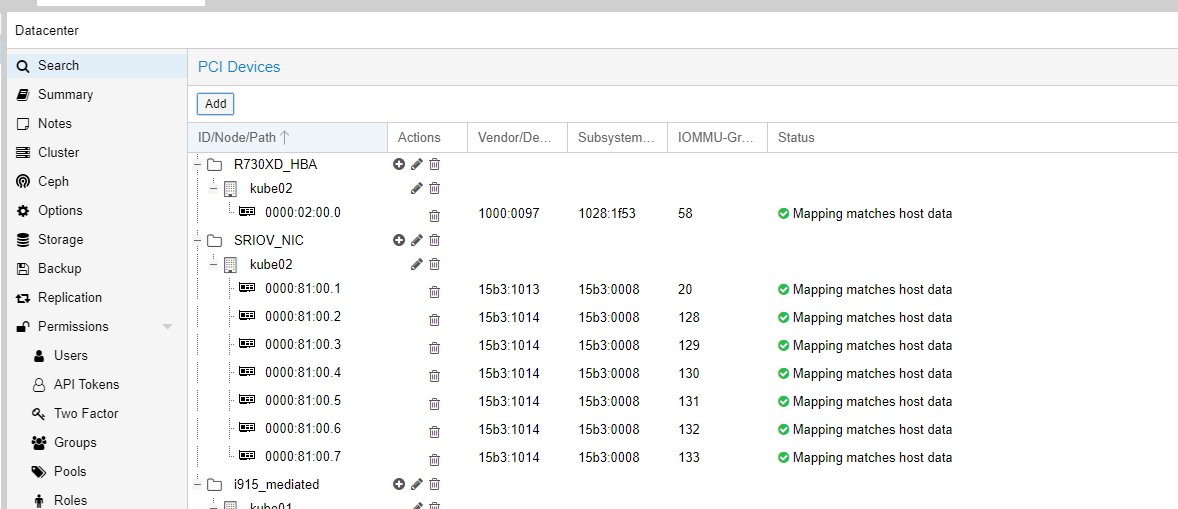 Datacenter
Search
Summary
Notes
Cluster
Ceph
Options
Storage
Backup
Replication
Permissions
Users
API Tokens
Two Factor
Groups
Pools
Roles
PCI Devices
Add
ID/Node/Path Actions Vendor/De... Subsystem... IOMMU-Gr... Status
R730XD_HBA
kube02
0000:02:00.0 1000:0097 1028:1f53 58 Mapping matches host data
SRIOV_NIC
kube02
0000:81:00.1 15b3:1013 15b3:0008 20 Mapping matches host data
0000:81:00.2 15b3:1014 15b3:0008 128 Mapping matches host data
0000:81:00.3 15b3:1014 15b3:0008 129 Mapping matches host data
0000:81:00.4 15b3:1014 15b3:0008 130 Mapping matches host data
0000:81:00.5 15b3:1014 15b3:0008 131 Mapping matches host data
0000:81:00.6 15b3:1014 15b3:0008 132 Mapping matches host data
0000:81:00.7 15b3:1014 15b3:0008 133 Mapping matches host data
i915_mediated
kube01